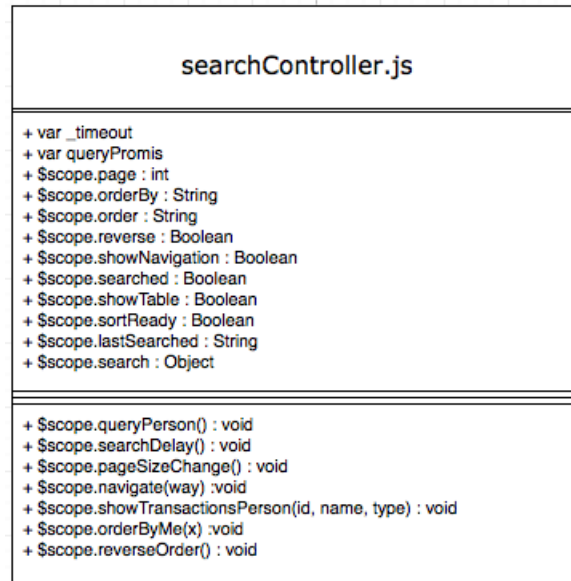 searchController.js
+ var _timeout
+ var queryPromis
+ $scope.page : int
+ $scope.orderBy : String
+ $scope.order : String
+ $scope.reverse : Boolean
+ $scope.showNavigation : Boolean
+ $scope.searched : Boolean
+ $scope.showTable : Boolean
+ $scope.sortReady : Boolean
+ $scope.lastSearched : String
+ $scope.search : Object
+ $scope.queryPerson() : void
+ $scope.searchDelay() : void
+ $scope.pageSizeChange() : void
+ $scope.navigate(way) :void
+ $scope.showTransactionsPerson(id, name, type) : void
+ $scope.orderByMe(x) :void
+ $scope.reverseOrder() : void